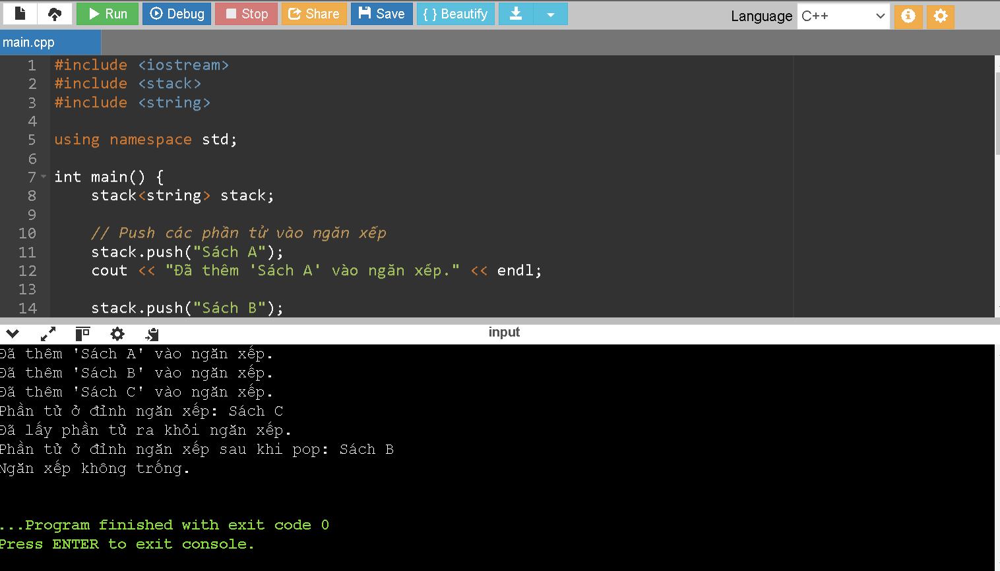 Run Debug Stop Share Save { } Beautify Language C++
main.cpp
1 #include <iostream>
2 #include <stack>
3 #include <string>
4
5 using namespace std;
6
7 int main() {
8 stack<string> stack;
9
10 // Push các phần tử vào ngăn xếp
11 stack.push("Sách A");
12 cout << "Đã thêm 'Sách A' vào ngăn xếp." << endl;
13
14 stack.push("Sách B");
input
Đã thêm 'Sách A' vào ngăn xếp.
Đã thêm 'Sách B' vào ngăn xếp.
Đã thêm 'Sách C' vào ngăn xếp.
Phần tử ở đỉnh ngăn xếp: Sách C
Đã lấy phần tử ra khỏi ngăn xếp.
Phần tử ở đỉnh ngăn xếp sau khi pop: Sách B
Ngăn xếp không trống.
...Program finished with exit code 0
Press ENTER to exit console.